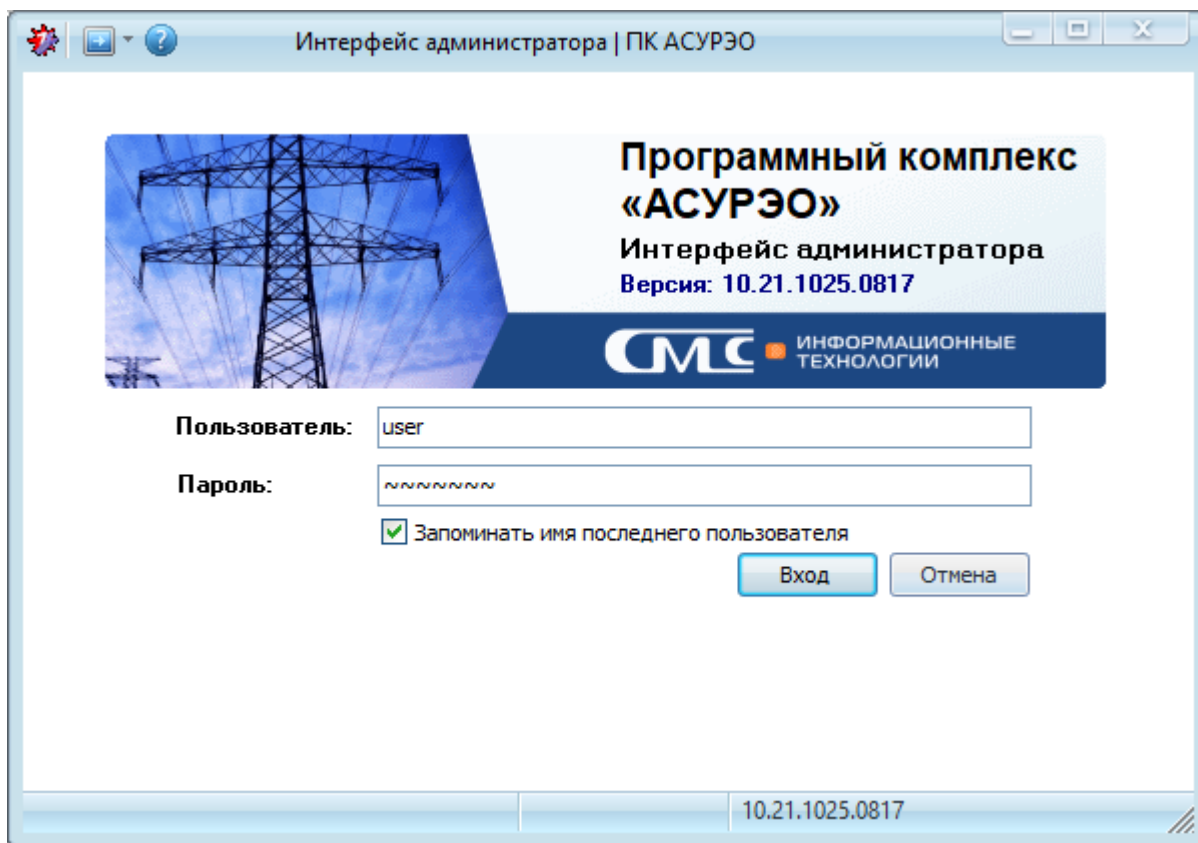 Интерфейс администратора | ПК АСУРЭО
Программный комплекс
«АСУРЭО»
Интерфейс администратора
Версия: 10.21.1025.0817
СМС
ИНФОРМАЦИОННЫЕ
ТЕХНОЛОГИИ
Пользователь:
user
Пароль:
~~~~~~~
Запоминать имя последнего пользователя
Вход
Отмена
10.21.1025.0817